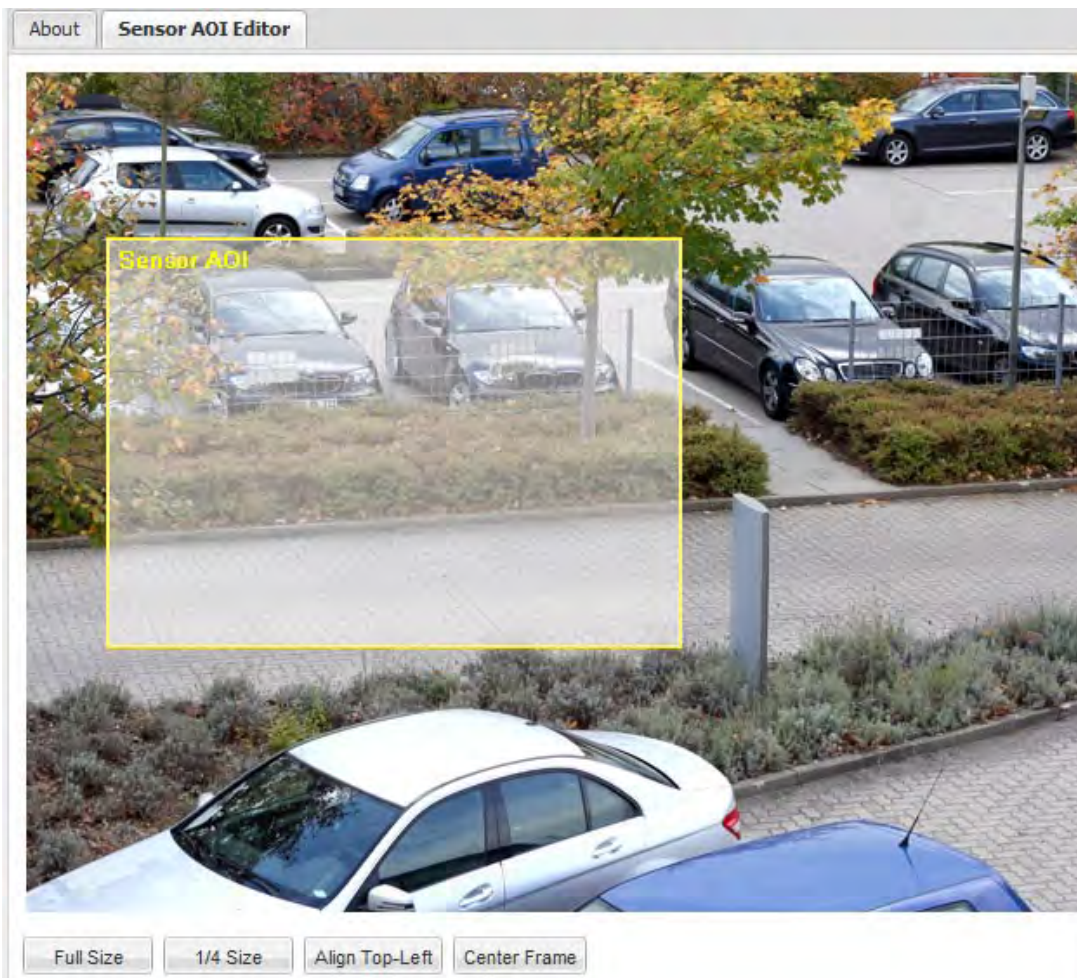 About
Sensor AOI Editor
Sensor AOI
Full Size
1/4 Size
Align Top-Left
Center Frame